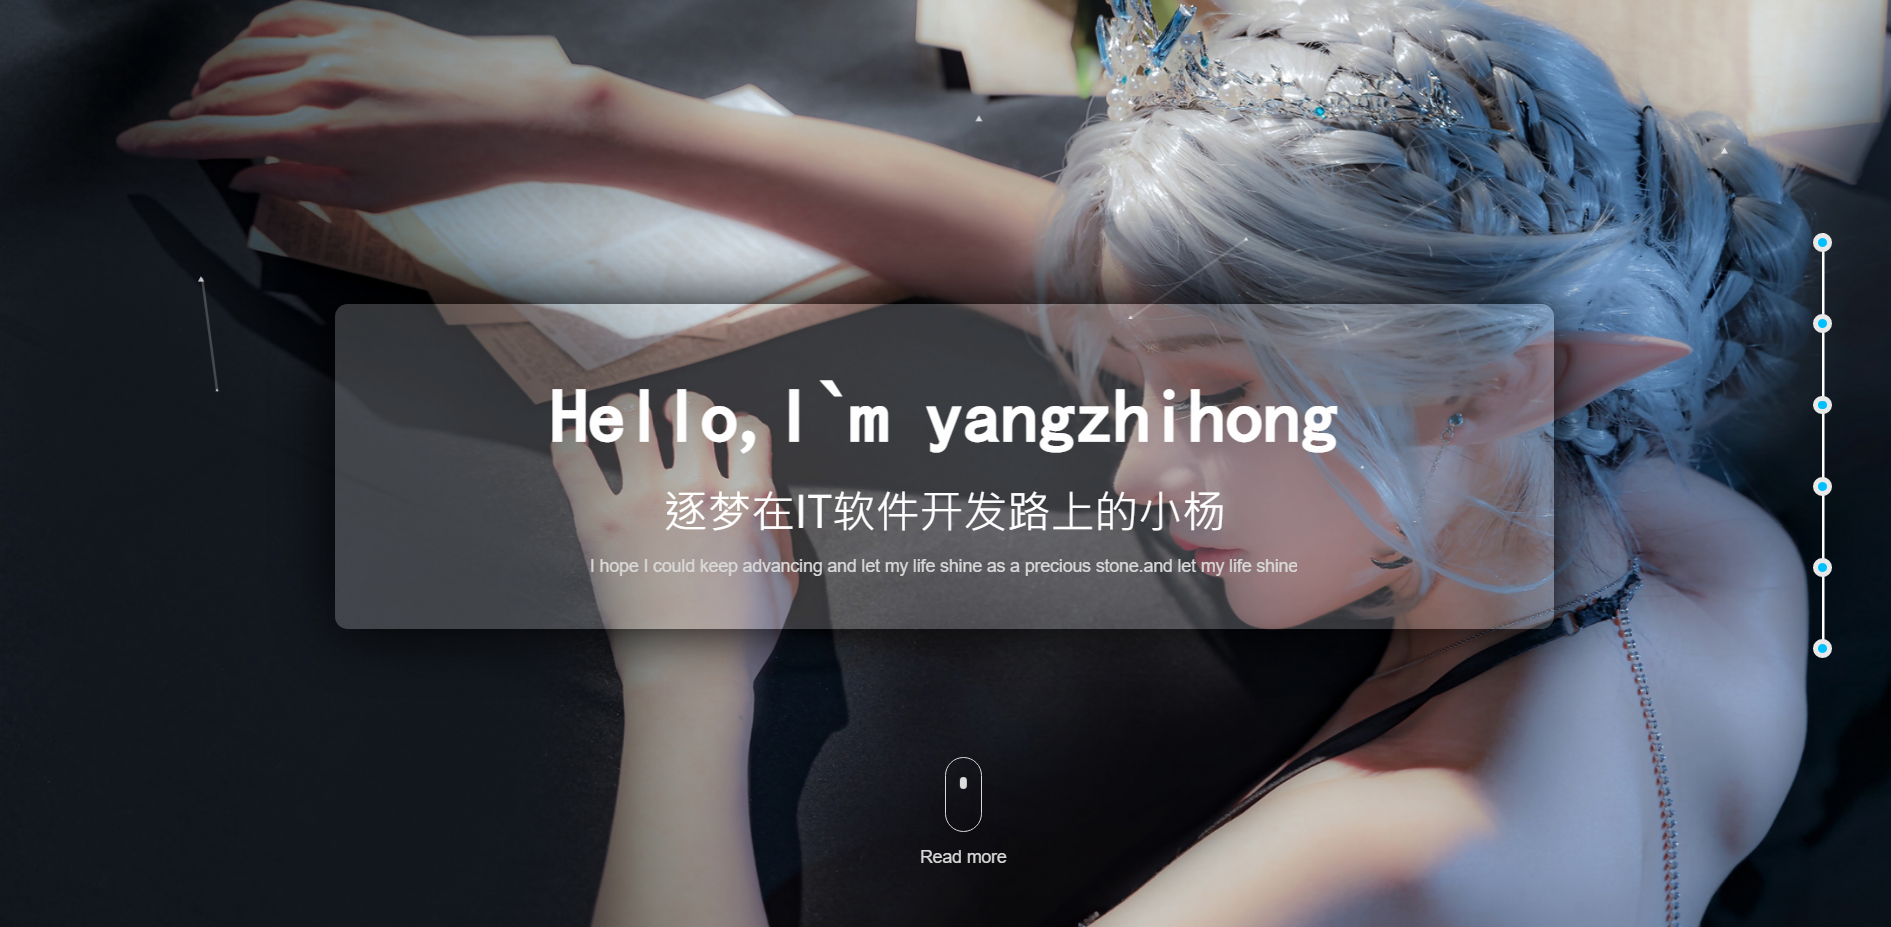 Hello,I`m yangzhihong
逐梦在IT软件开发路上的小杨
I hope I could keep advancing and let my life shine as a precious stone.and let my life shine
Read more